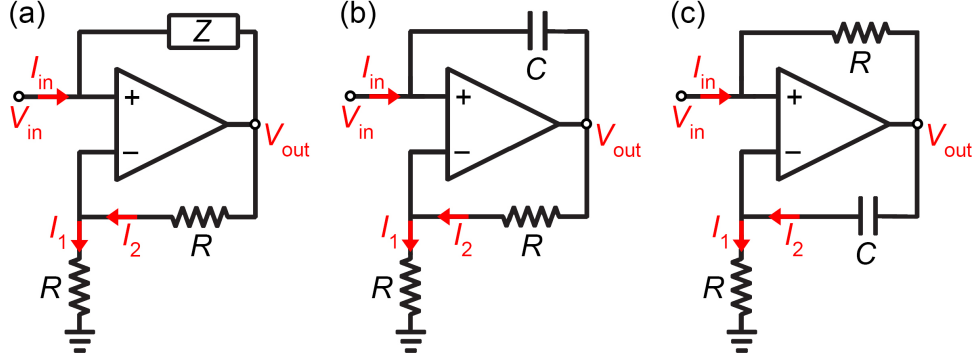 (a)
Z
I_in
+
V_in
V_out
−
I_1
I_2
R
R
(b)
C
I_in
+
V_in
V_out
−
I_1
I_2
R
R
(c)
R
I_in
+
V_in
V_out
−
I_1
I_2
C
R